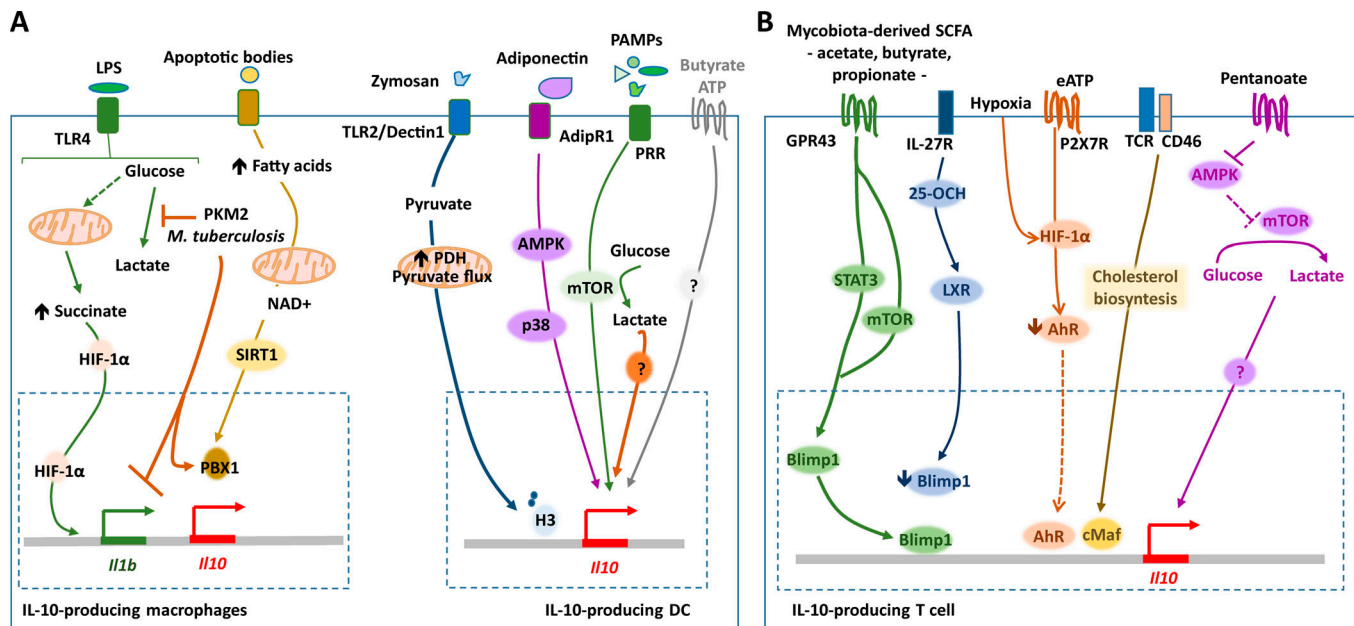 A
LPS
Apoptotic bodies
TLR4
Glucose
Fatty acids
PKM2
M. tuberculosis
Lactate
Succinate
NAD+
HIF-1α
SIRT1
HIF-1α
PBX1
Il1b
Il10
IL-10-producing macrophages
Zymosan
Adiponectin
PAMPs
Butyrate
ATP
TLR2/Dectin1
AdipR1
PRR
Pyruvate
PDH
Pyruvate flux
AMPK
p38
mTOR
Glucose
Lactate
?
?
H3
Il10
IL-10-producing DC
B
Mycobiota-derived SCFA
- acetate, butyrate,
propionate -
GPR43
IL-27R
Hypoxia
eATP
P2X7R
TCR
CD46
Pentanoate
25-OCH
AMPK
mTOR
HIF-1α
STAT3
mTOR
LXR
AhR
Cholesterol
biosyntesis
Glucose
Lactate
?
Blimp1
Blimp1
Blimp1
AhR
cMaf
Il10
IL-10-producing T cell